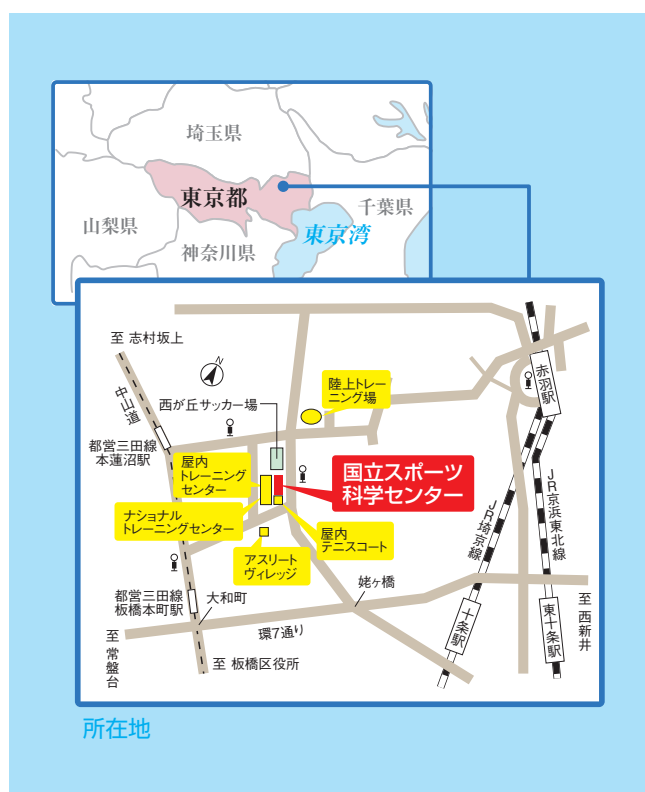 埼玉県
東京都
千葉県
山梨県
東京湾
神奈川県
至 志村坂上
N
中山道
西が丘サッカー場
陸上トレー
ニング場
赤羽駅
都営三田線
本蓮沼駅
屋内
トレーニング
センター
国立スポーツ
科学センター
ナショナル
トレーニングセンター
屋内
テニスコート
アスリート
ヴィレッジ
JR埼京線
JR京浜東北線
都営三田線
板橋本町駅
大和町
姥ヶ橋
十条駅
東十条駅
至 西新井
至 常盤台
環7通り
至 板橋区役所
所在地